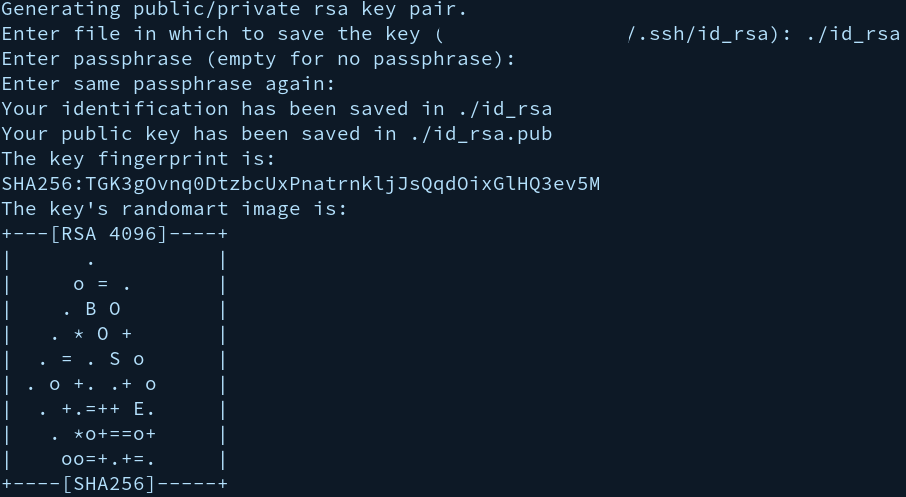 Generating public/private rsa key pair.
Enter file in which to save the key (                /.ssh/id_rsa): ./id_rsa
Enter passphrase (empty for no passphrase):
Enter same passphrase again:
Your identification has been saved in ./id_rsa
Your public key has been saved in ./id_rsa.pub
The key fingerprint is:
SHA256:TGK3gOvnq0DtzbcUxPnatrnkljJsQqdOixGlHQ3ev5M
The key's randomart image is:
+---[RSA 4096]----+
|      .          |
|     o = .       |
|    . B O        |
|   . * O +       |
|  . = . S o      |
| . o +. .+ o     |
|  . +.=++ E.     |
|   . *o+==o+     |
|    oo=+.+=.     |
+----[SHA256]-----+